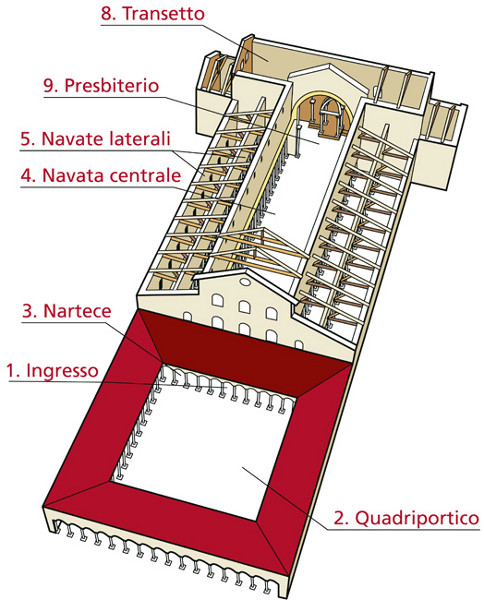 8. Transetto
9. Presbiterio
5. Navate laterali
4. Navata centrale
3. Nartece
1. Ingresso
2. Quadriportico